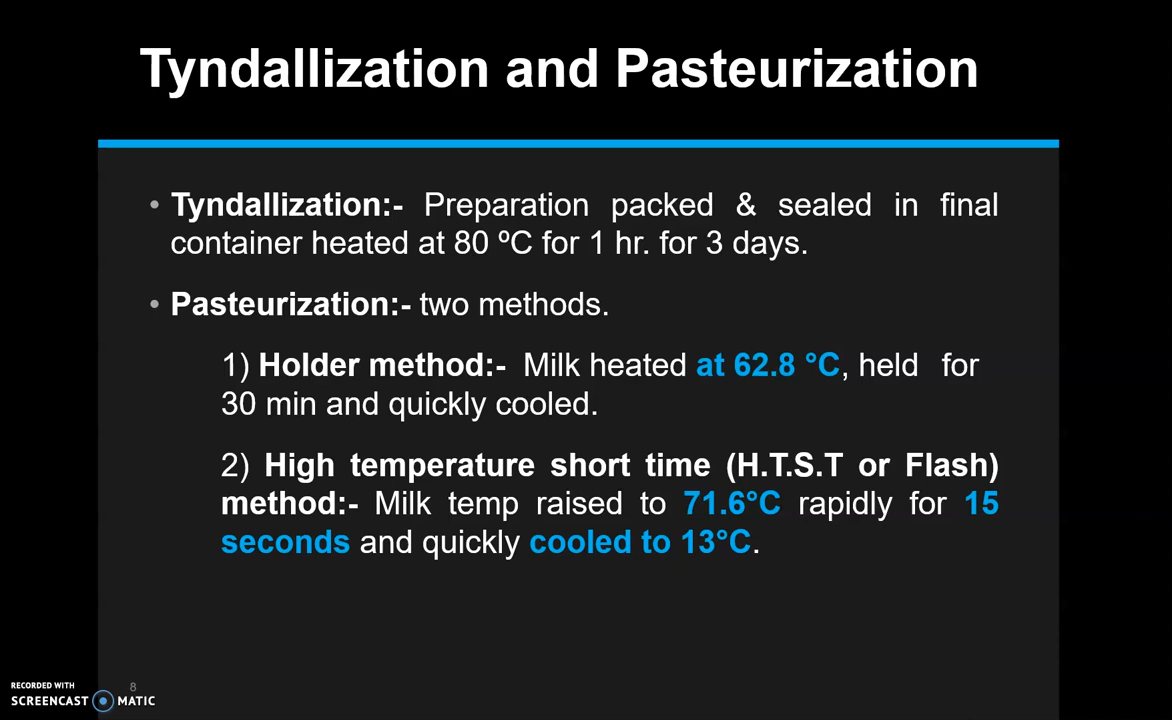 Tyndallization and Pasteurization
• Tyndallization:- Preparation packed & sealed in final
container heated at 80 ºC for 1 hr. for 3 days.
• Pasteurization:- two methods.
1) Holder method:- Milk heated at 62.8 °C, held for
30 min and quickly cooled.
2) High temperature short time (H.T.S.T or Flash)
method:- Milk temp raised to 71.6°C rapidly for 15
seconds and quickly cooled to 13°C.
8
RECORDED WITH
SCREENCAST MATIC